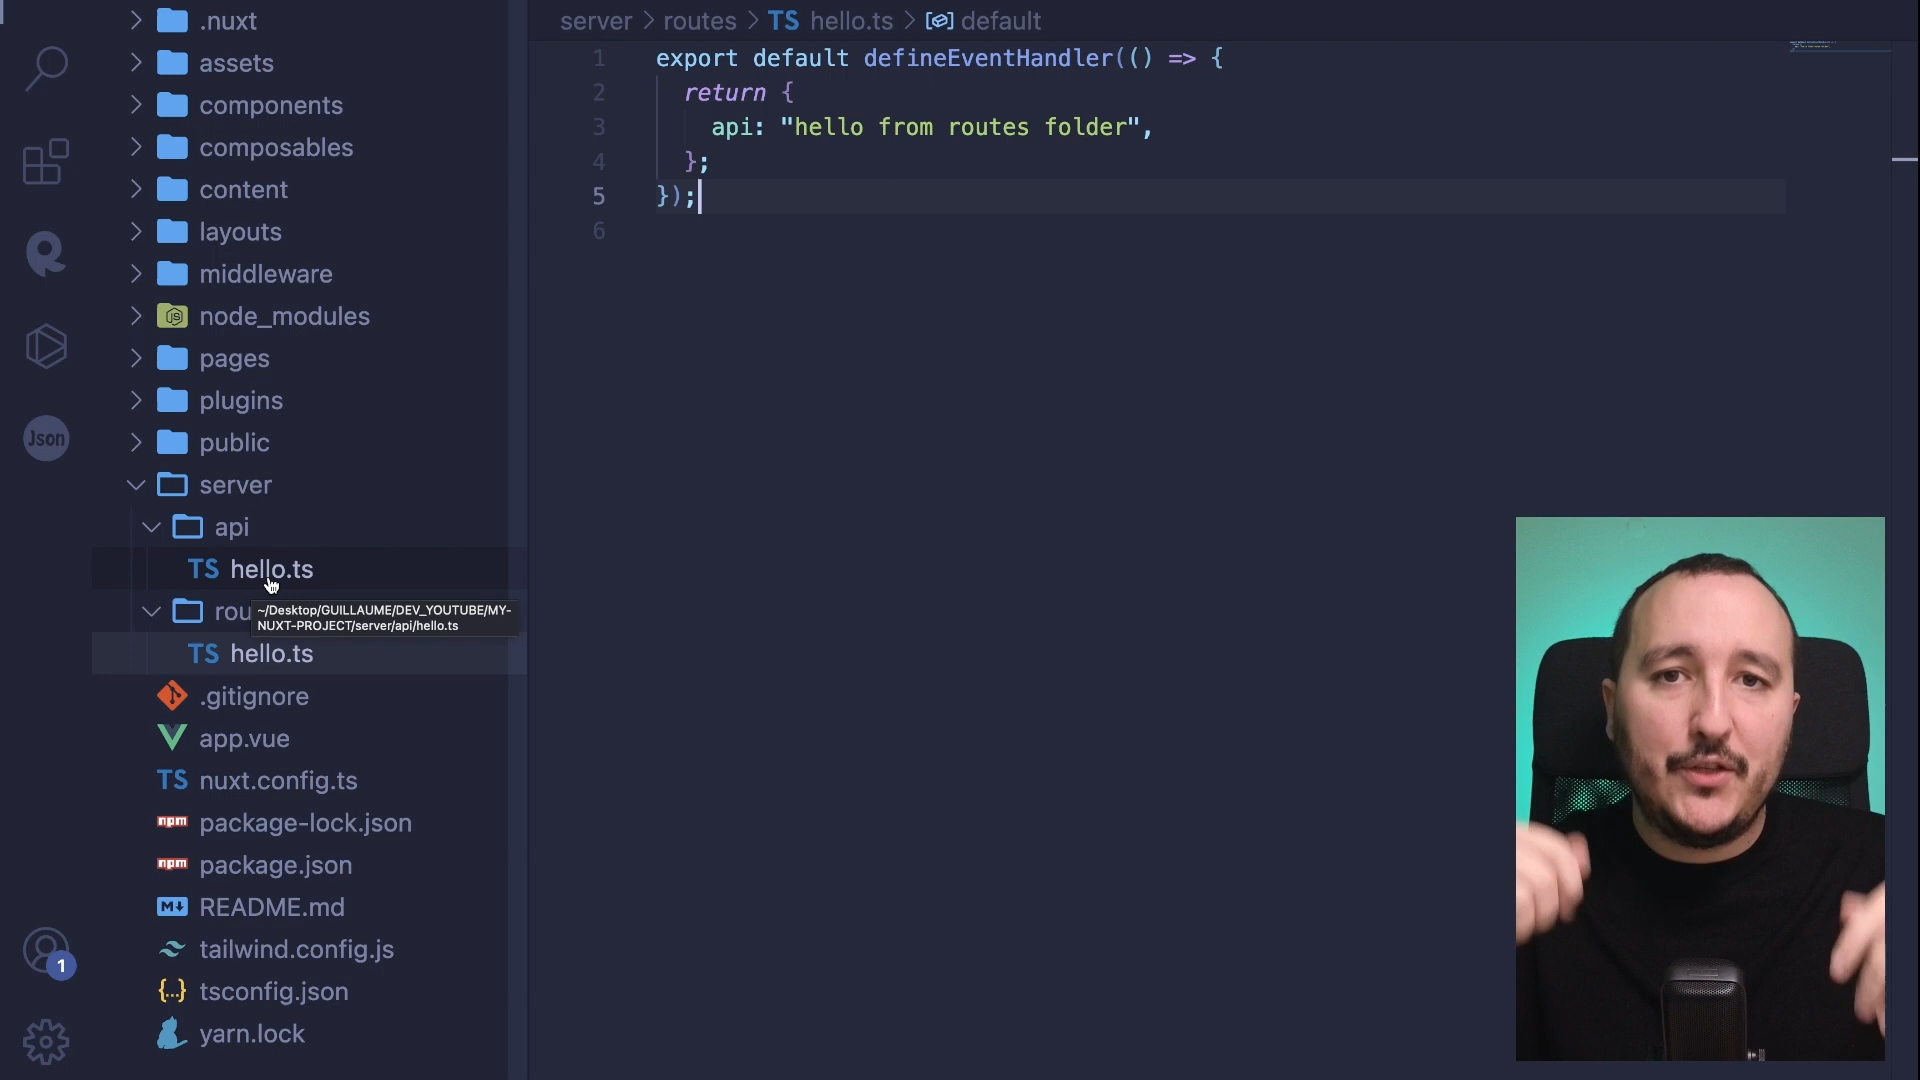 .nuxt
assets
components
composables
content
layouts
middleware
node_modules
pages
plugins
public
server
api
TS hello.ts
rou
~/Desktop/GUILLAUME/DEV_YOUTUBE/MY-
NUXT-PROJECT/server/api/hello.ts
TS hello.ts
.gitignore
app.vue
TS nuxt.config.ts
npm package-lock.json
npm package.json
M README.md
tailwind.config.js
{..} tsconfig.json
yarn.lock
Json
1
server > routes > TS hello.ts > default
1 export default defineEventHandler(() => {
2 return {
3 api: "hello from routes folder",
4 };
5 });
6